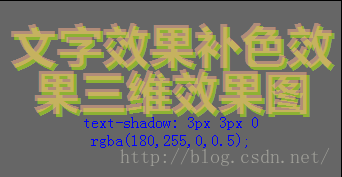 文字效果补色效
果三维效果图
text-shadow: 3px 3px 0
rgba(180,255,0,0.5);
http://blog.csdn.net/